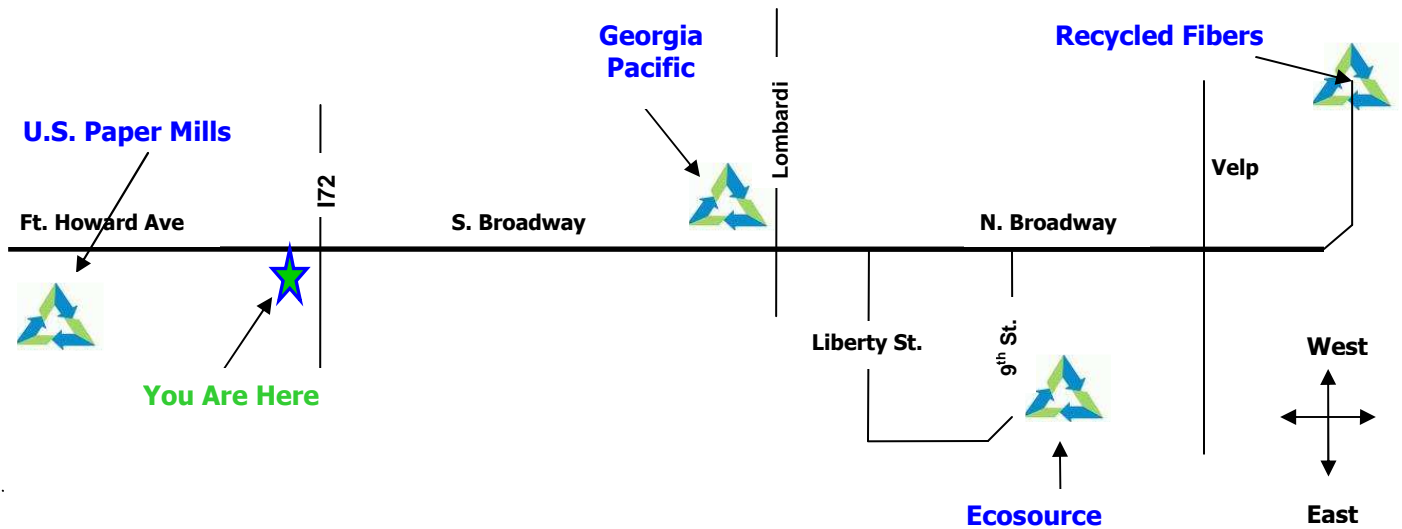 Georgia
Pacific
Recycled Fibers
U.S. Paper Mills
Lombardi
I72
Velp
Ft. Howard Ave
S. Broadway
N. Broadway
Liberty St.
9th St.
You Are Here
West
Ecosource
East